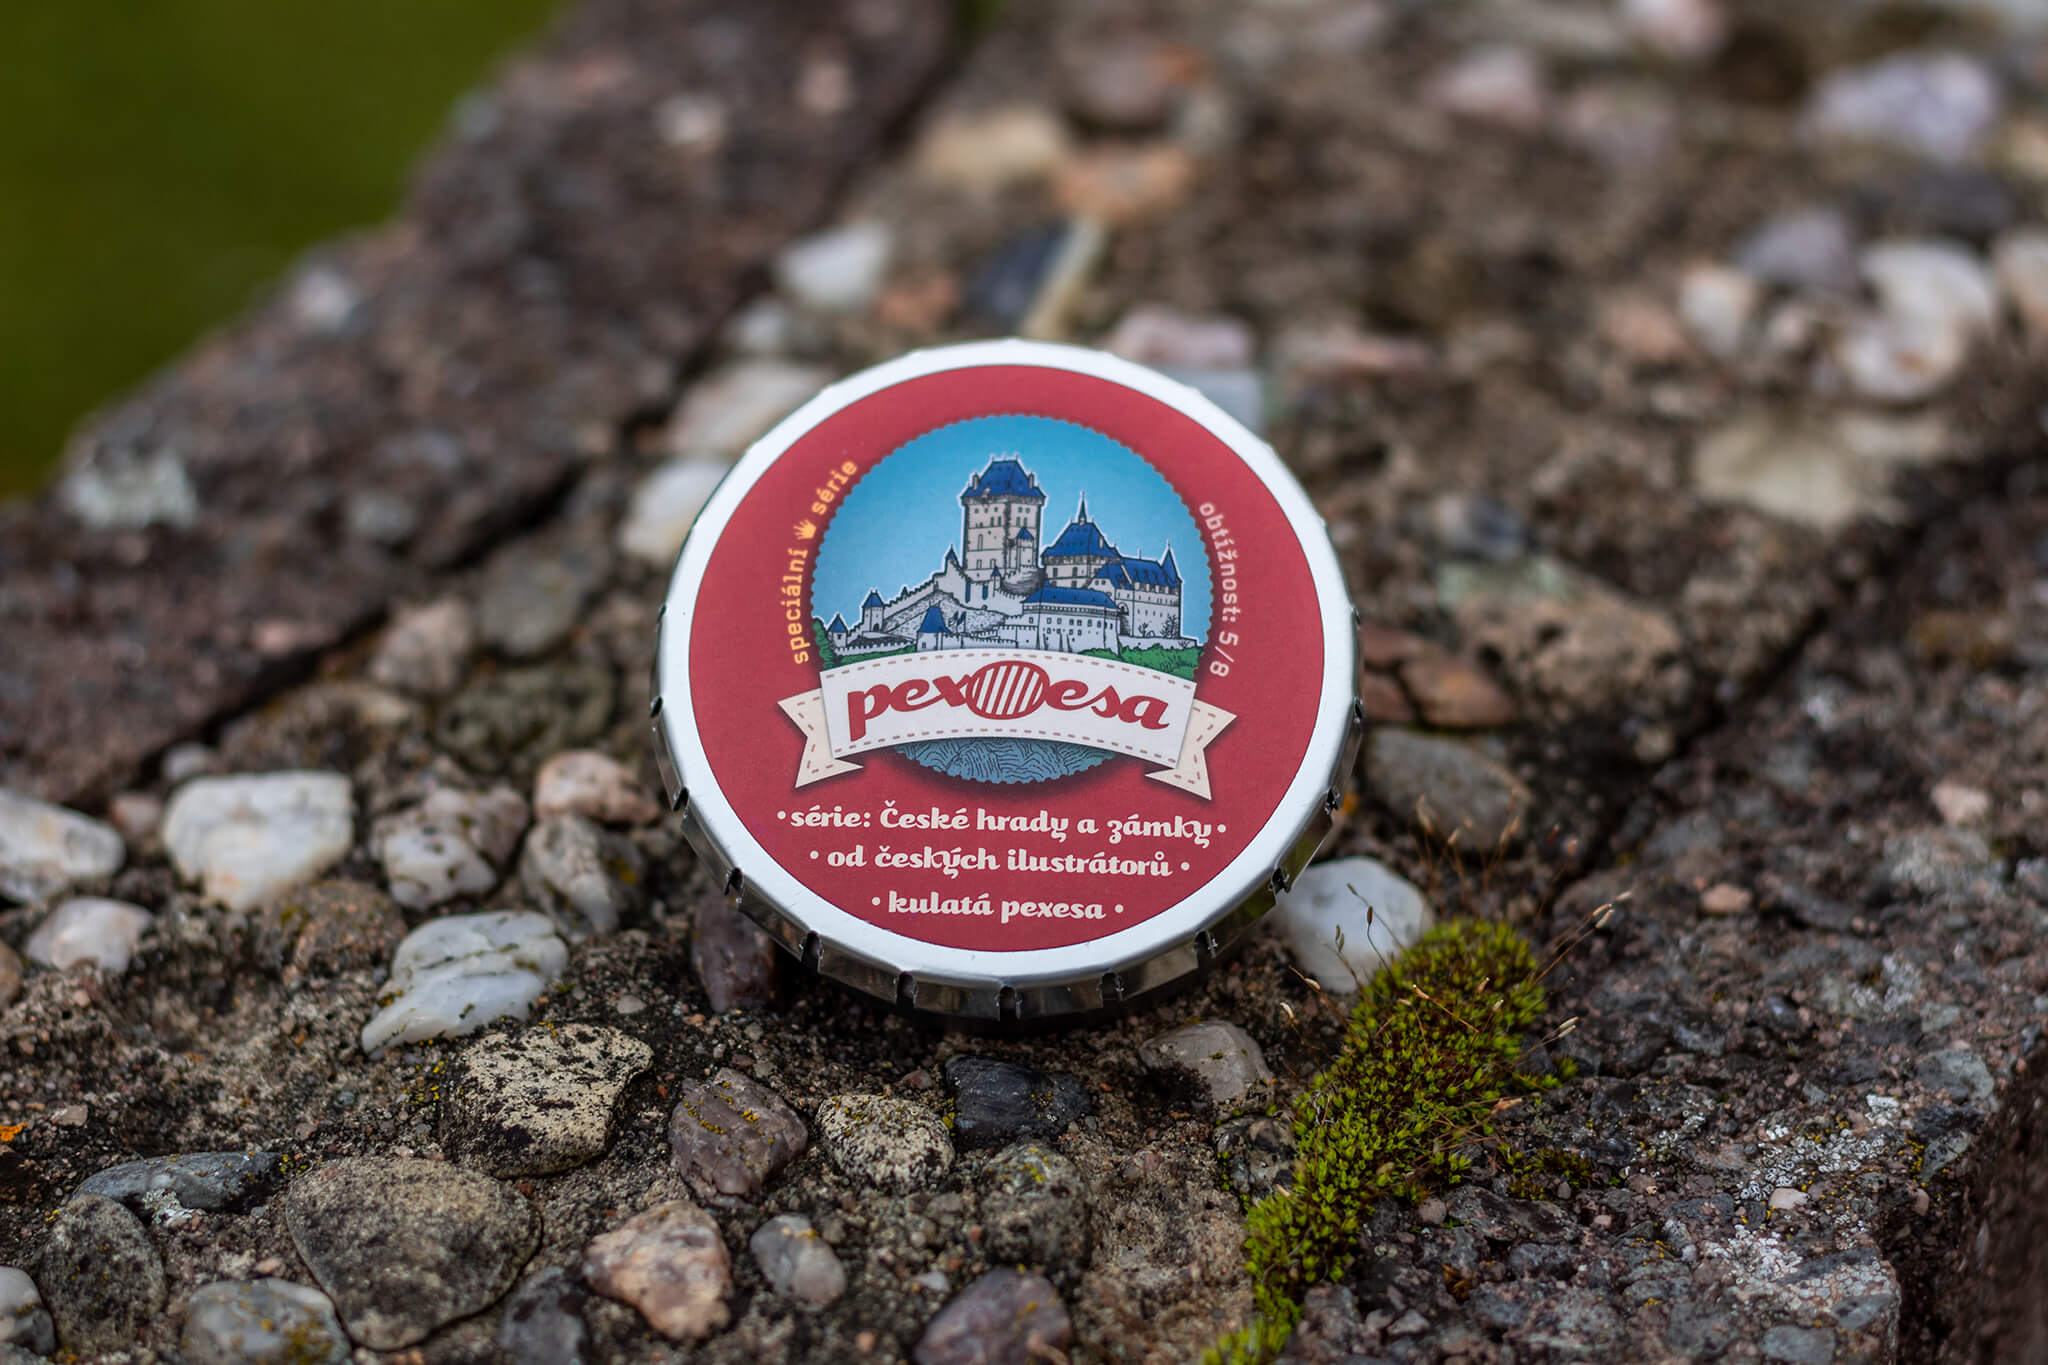 speciální série
obtížnost: 5/8
pexesa
• série: České hrady a zámky •
• od českých ilustrátorů •
• kulatá pexesa •